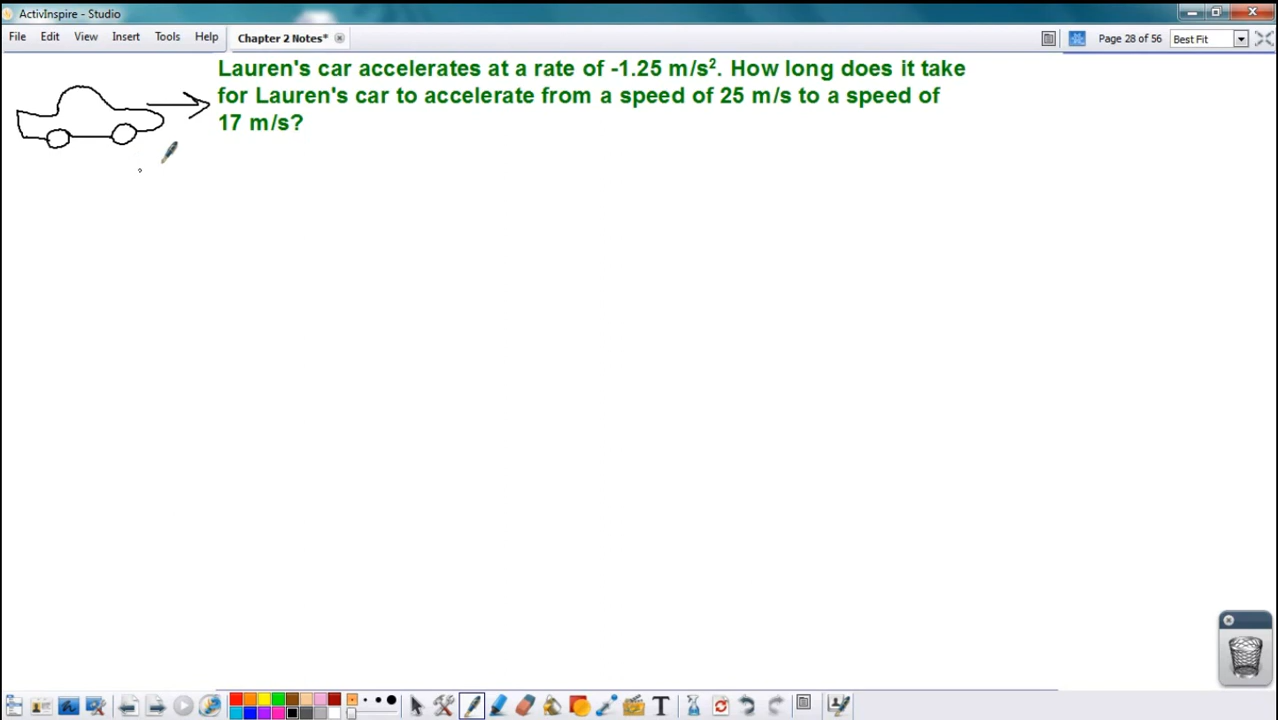 ActivInspire - Studio
File Edit View Insert Tools Help Chapter 2 Notes* Page 28 of 56 Best Fit
Lauren's car accelerates at a rate of -1.25 m/s². How long does it take
for Lauren's car to accelerate from a speed of 25 m/s to a speed of
17 m/s?